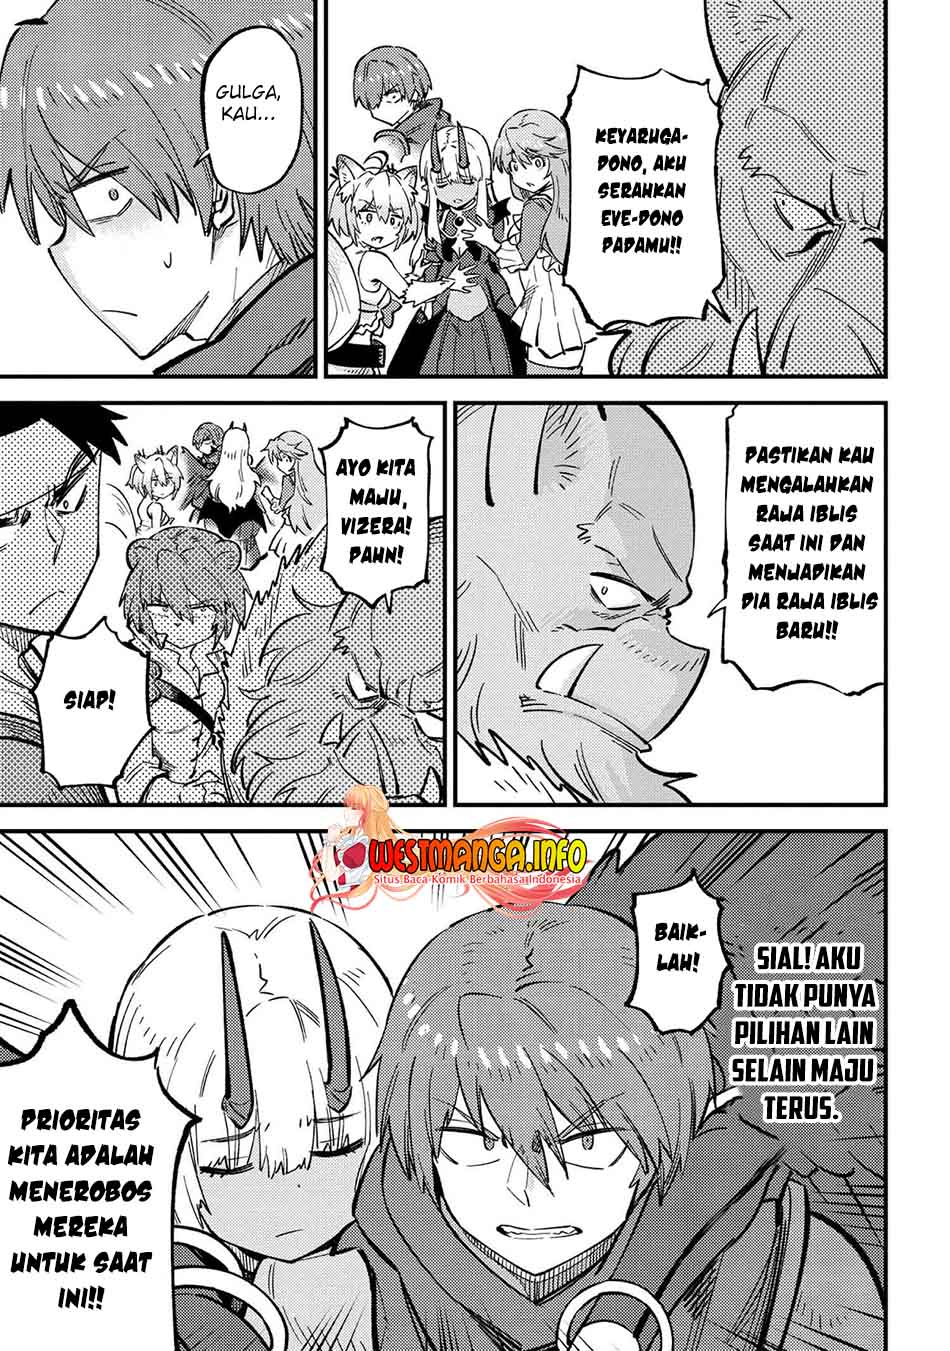 KEYARUGA-
DONO, AKU
SERAHKAN
EYE-DONO
PADAMU!!
GULGA,
KAU...
PASTIKAN KAU
MENGALAHKAN
RAJA IBLIS
SAAT INI DAN
MENJADIKAN
DIA RAJA IBLIS
BARU!!
AYO KITA
MAJU,
VIZERA!
PAHN!
SIAP!
WESTMANGA.INFO
Situs Baca Komik Berbahasa Indonesia
SIAL! AKU
TIDAK PUNYA
PILIHAN LAIN
SELAIN MAJU
TERUS.
BAIK-
LAH!
PRIORITAS
KITA ADALAH
MENEROBOS
MEREKA
UNTUK SAAT
INI!!